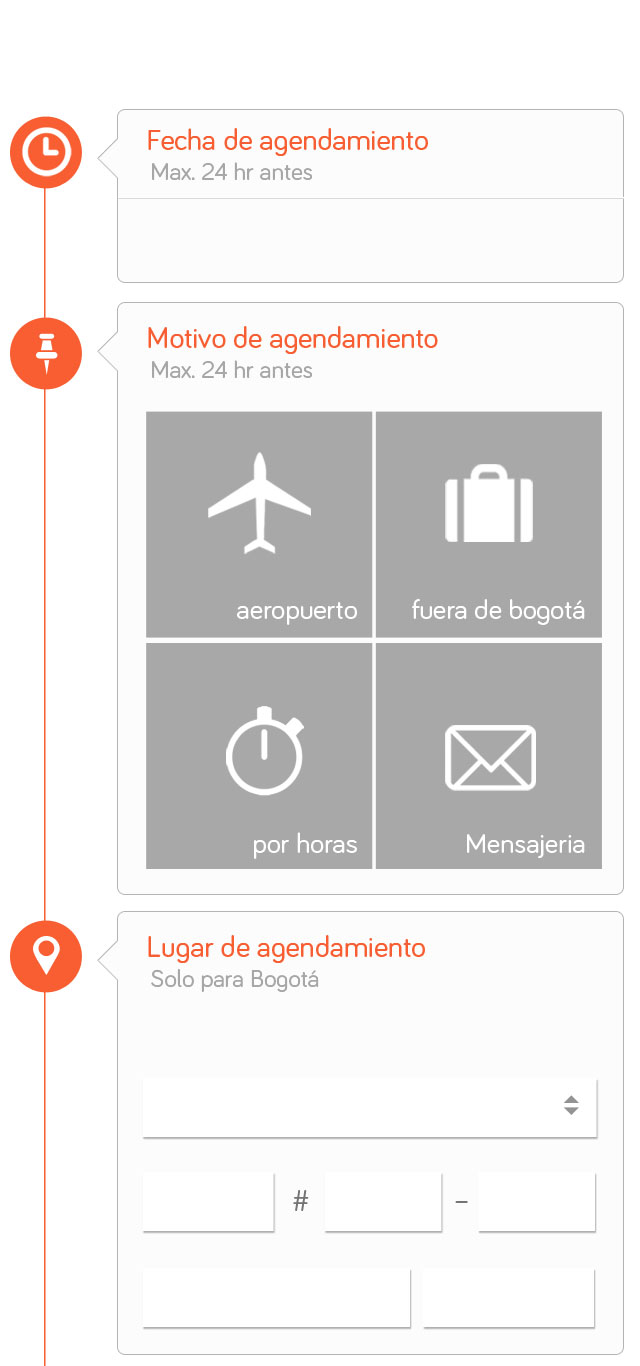 Fecha de agendamiento
Max. 24 hr antes
Motivo de agendamiento
Max. 24 hr antes
aeropuerto
fuera de bogotá
por horas
Mensajeria
Lugar de agendamiento
Solo para Bogotá
# –